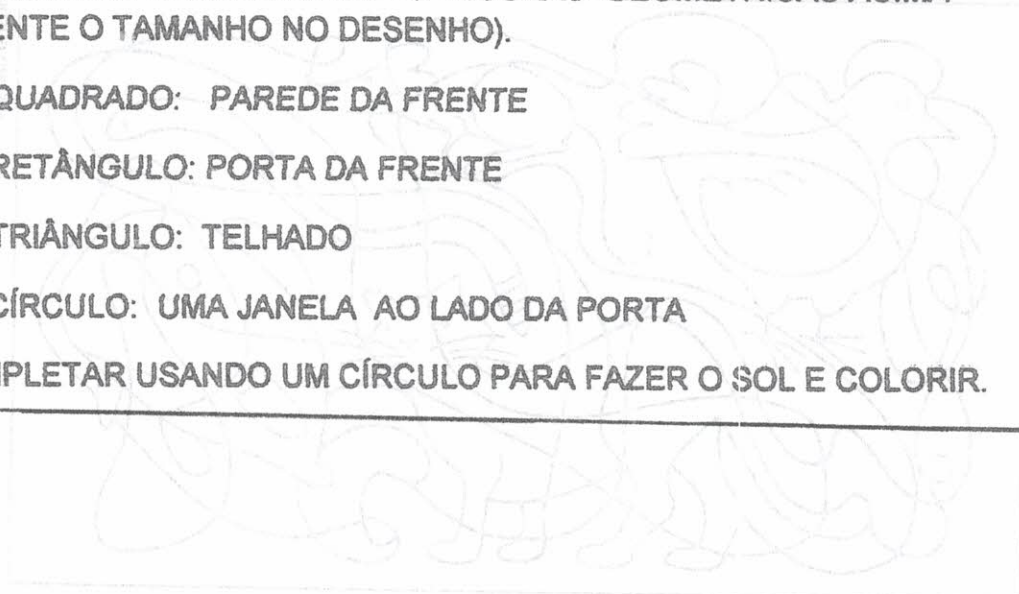 ENTE O TAMANHO NO DESENHO).
QUADRADO: PAREDE DA FRENTE
RETÂNGULO: PORTA DA FRENTE
TRIÂNGULO: TELHADO
CÍRCULO: UMA JANELA AO LADO DA PORTA
MPLETAR USANDO UM CÍRCULO PARA FAZER O SOL E COLORIR.